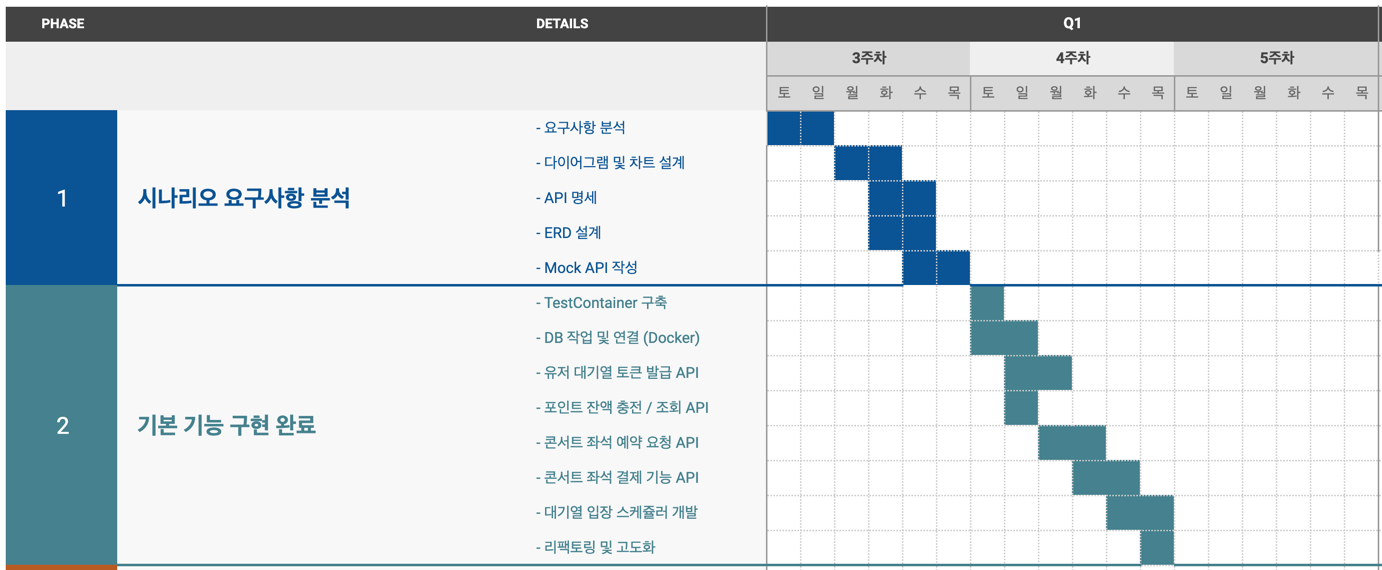 PHASE DETAILS Q1
3주차 4주차 5주차
토 일 월 화 수 목 토 일 월 화 수 목 토 일 월 화 수 목
1 시나리오 요구사항 분석
- 요구사항 분석
- 다이어그램 및 차트 설계
- API 명세
- ERD 설계
- Mock API 작성
2 기본 기능 구현 완료
- TestContainer 구축
- DB 작업 및 연결 (Docker)
- 유저 대기열 토큰 발급 API
- 포인트 잔액 충전 / 조회 API
- 콘서트 좌석 예약 요청 API
- 콘서트 좌석 결제 기능 API
- 대기열 입장 스케쥴러 개발
- 리팩토링 및 고도화